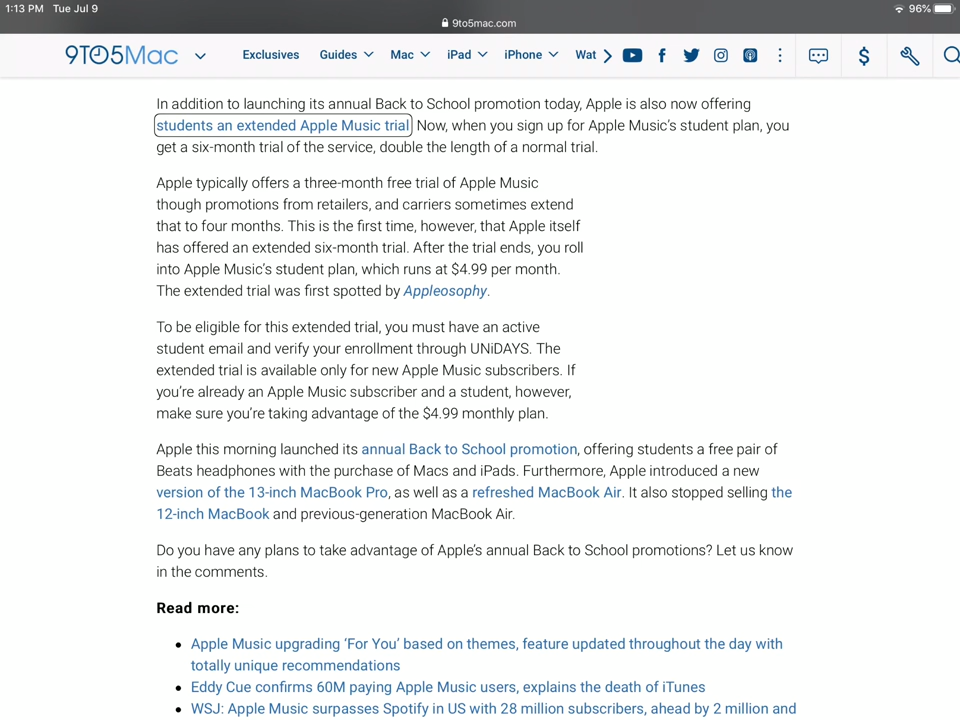 1:13 PM Tue Jul 9
96%
9to5mac.com
9TO5Mac
Exclusives Guides Mac iPad iPhone Wat
In addition to launching its annual Back to School promotion today, Apple is also now offering
students an extended Apple Music trial. Now, when you sign up for Apple Music’s student plan, you
get a six-month trial of the service, double the length of a normal trial.
Apple typically offers a three-month free trial of Apple Music
though promotions from retailers, and carriers sometimes extend
that to four months. This is the first time, however, that Apple itself
has offered an extended six-month trial. After the trial ends, you roll
into Apple Music’s student plan, which runs at $4.99 per month.
The extended trial was first spotted by Appleosophy.
To be eligible for this extended trial, you must have an active
student email and verify your enrollment through UNiDAYS. The
extended trial is available only for new Apple Music subscribers. If
you’re already an Apple Music subscriber and a student, however,
make sure you’re taking advantage of the $4.99 monthly plan.
Apple this morning launched its annual Back to School promotion, offering students a free pair of
Beats headphones with the purchase of Macs and iPads. Furthermore, Apple introduced a new
version of the 13-inch MacBook Pro, as well as a refreshed MacBook Air. It also stopped selling the
12-inch MacBook and previous-generation MacBook Air.
Do you have any plans to take advantage of Apple’s annual Back to School promotions? Let us know
in the comments.
Read more:
Apple Music upgrading ‘For You’ based on themes, feature updated throughout the day with
totally unique recommendations
Eddy Cue confirms 60M paying Apple Music users, explains the death of iTunes
WSJ: Apple Music surpasses Spotify in US with 28 million subscribers, ahead by 2 million and